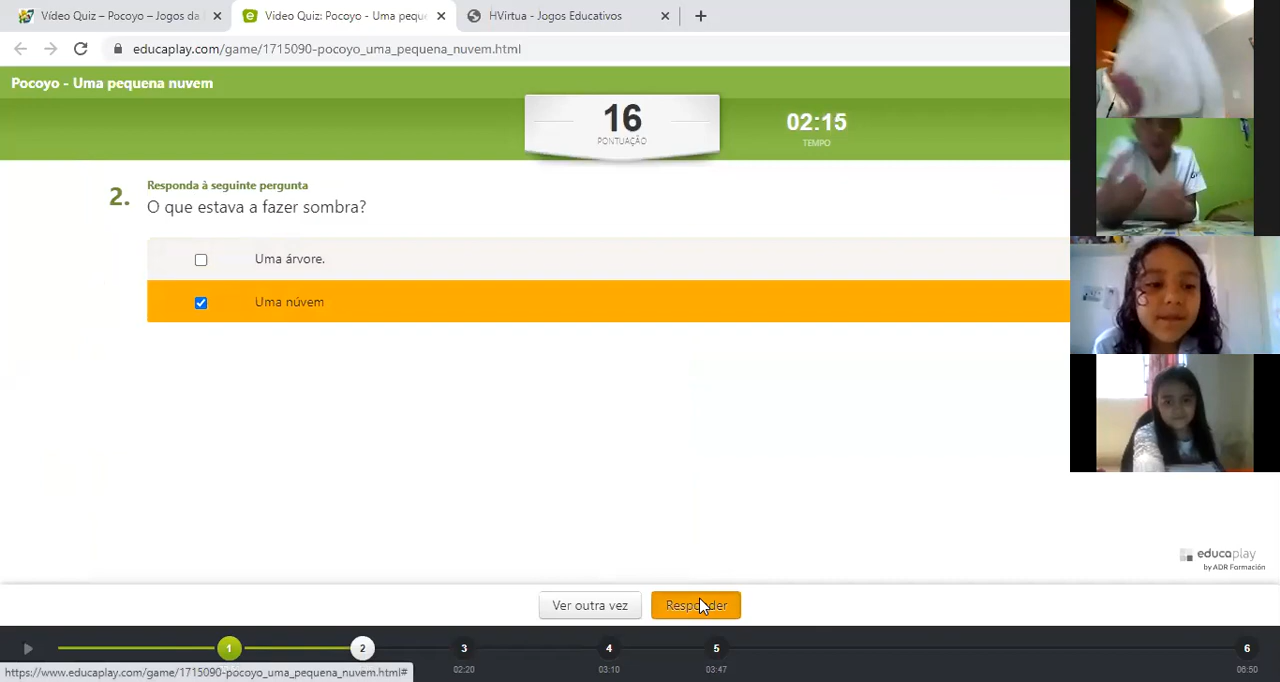 Vídeo Quiz – Pocoyo – Jogos da
Video Quiz: Pocoyo - Uma pequ
HVirtua - Jogos Educativos
educaplay.com/game/1715090-pocoyo_uma_pequena_nuvem.html
Pocoyo - Uma pequena nuvem
16
PONTUAÇÃO
02:15
TEMPO
2.
Responda à seguinte pergunta
O que estava a fazer sombra?
Uma árvore.
Uma núvem
educaplay
by ADR Formación
Ver outra vez
Responder
1
2
3
4
5
6
02:20
03:10
03:47
06:50
https://www.educaplay.com/game/1715090-pocoyo_uma_pequena_nuvem.html#